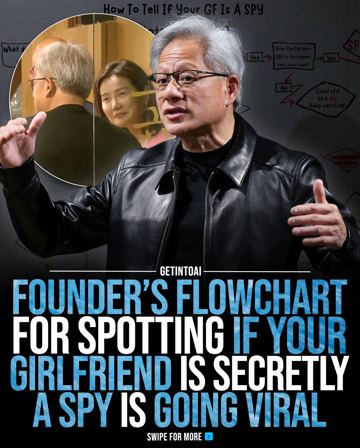 How To Tell If Your GF Is A SPY
Yes
Yes
No
GETINTOAI
FOUNDER'S FLOWCHART
FOR SPOTTING IF YOUR
GIRLFRIEND IS SECRETLY
A SPY IS GOING VIRAL
SWIPE FOR MORE